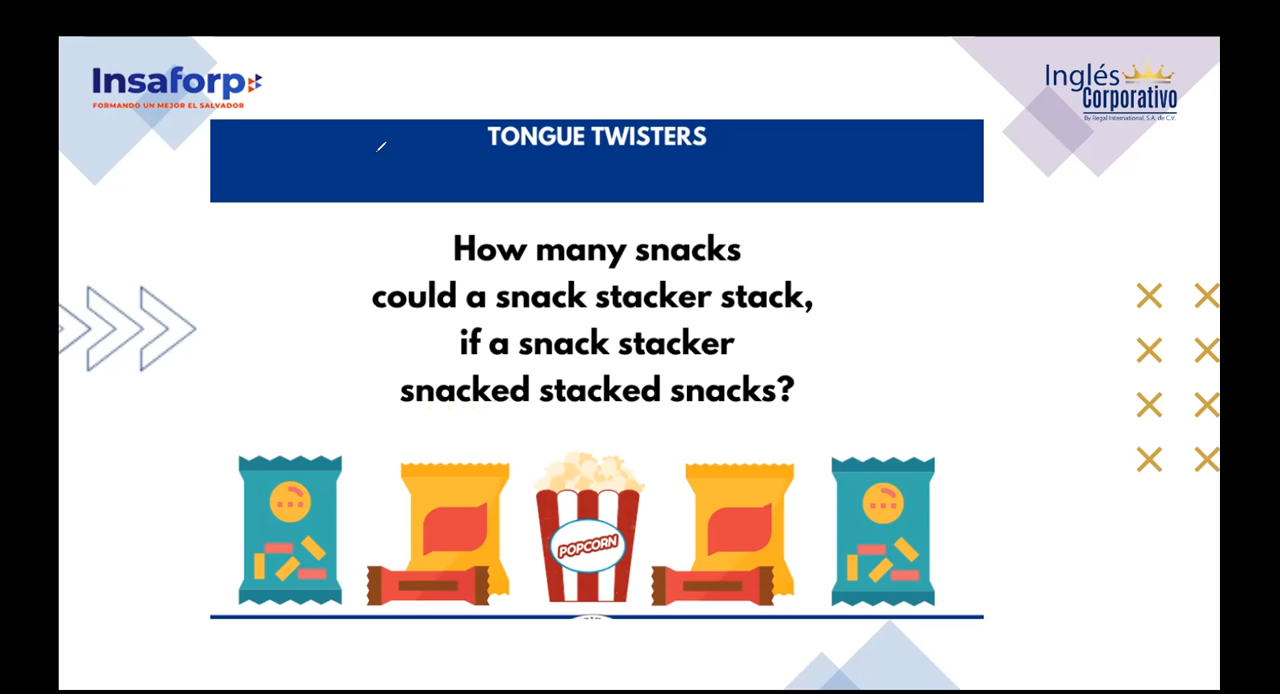 Insaforp
FORMANDO UN MEJOR EL SALVADOR
Inglés
Corporativo
By Regal International, S.A. de C.V.
TONGUE TWISTERS
How many snacks
could a snack stacker stack,
if a snack stacker
snacked stacked snacks?
POPCORN